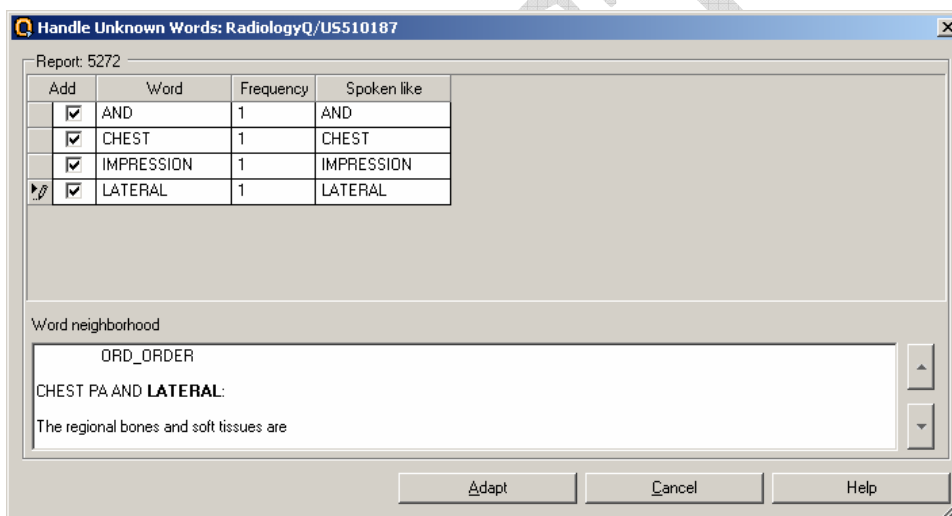 Handle Unknown Words: RadiologyQ/US510187
Report: 5272
Add Word Frequency Spoken like
AND 1 AND
CHEST 1 CHEST
IMPRESSION 1 IMPRESSION
LATERAL 1 LATERAL
Word neighborhood
ORD_ORDER
CHEST PA AND LATERAL:
The regional bones and soft tissues are
Adapt Cancel Help